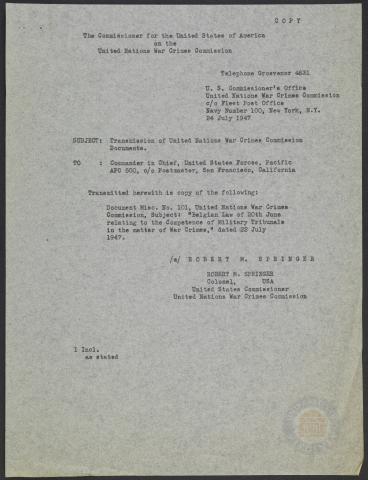 COPY
The Commissioner for the United States of America
on the
United Nations War Crimes Commission
Telephone Grosvenor 4831
U. S. Commissioner's Office
United Nations War Crimes Commission
c/o Fleet Post Office
Navy Number 100, New York, N.Y.
24 July 1947
SUBJECT: Transmission of United Nations War Crimes Commission
Documents.
TO : Commander in Chief, United States Forces, Pacific
APO 500, c/o Postmaster, San Francisco, California
Transmitted herewith is copy of the following:
Document Misc. No. 101, United Nations War Crimes
Commission, Subject: "Belgian Law of 20th June
relating to the Competence of Military Tribunals
in the matter of War Crimes," dated 22 July
1947.
/s/ ROBERT M. SPRINGER
ROBERT M. SPRINGER
Colonel, USA
United States Commissioner
United Nations War Crimes Commission
1 Incl.
as stated